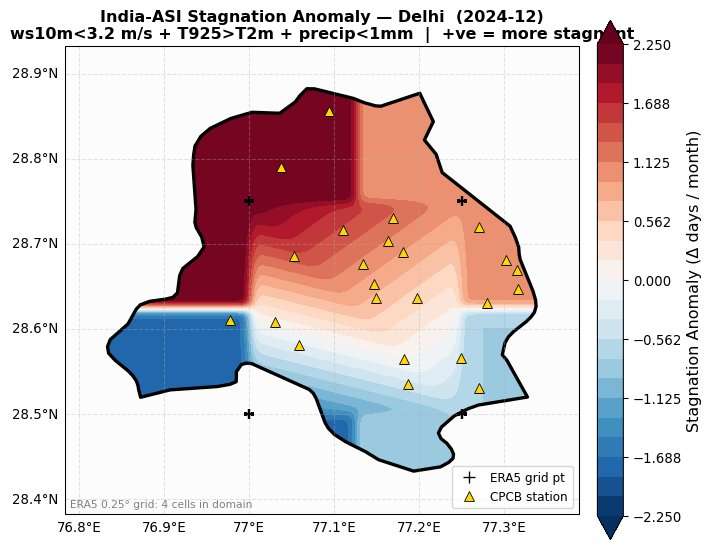 India-ASI Stagnation Anomaly — Delhi  (2024-12)
ws10m<3.2 m/s + T925>T2m + precip<1mm  |  +ve = more stagnant
28.9°N
28.8°N
28.7°N
28.6°N
28.5°N
28.4°N
76.8°E
76.9°E
77°E
77.1°E
77.2°E
77.3°E
ERA5 0.25° grid: 4 cells in domain
ERA5 grid pt
CPCB station
2.250
1.688
1.125
0.562
0.000
−0.562
−1.125
−1.688
−2.250
Stagnation Anomaly (Δ days / month)